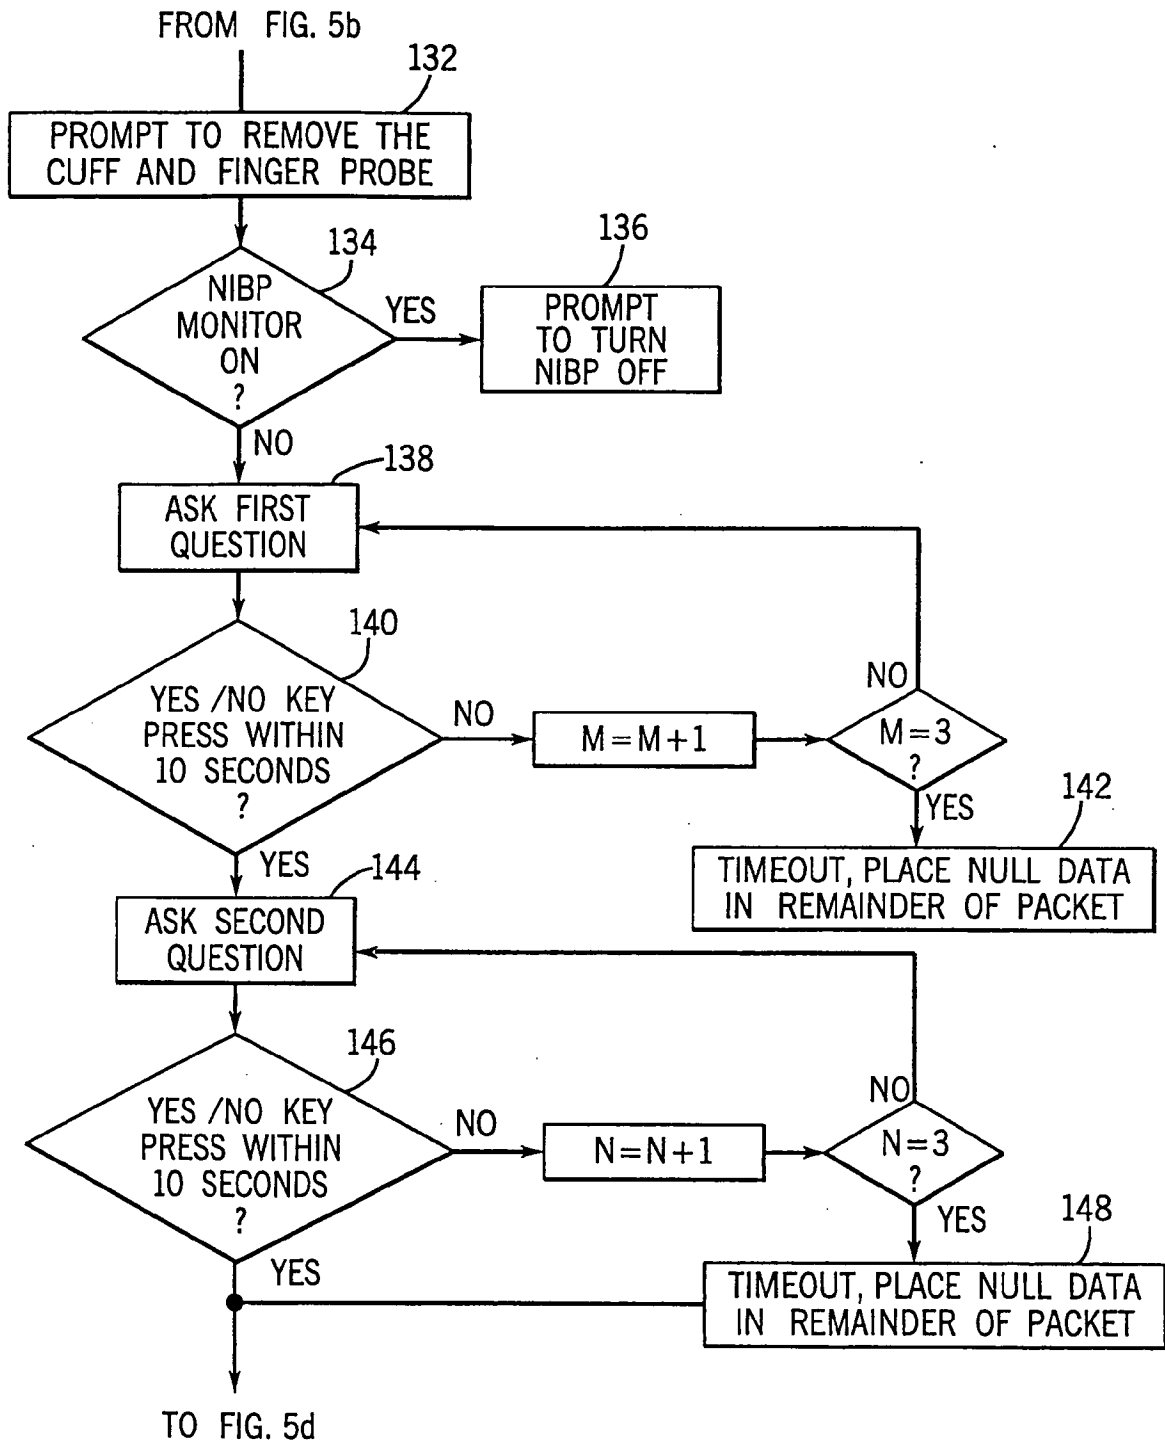 FROM FIG. 5b
132
PROMPT TO REMOVE THE
CUFF AND FINGER PROBE
134
136
NIBP
MONITOR
ON
?
YES
PROMPT
TO TURN
NIBP OFF
NO
138
ASK FIRST
QUESTION
140
YES /NO KEY
PRESS WITHIN
10 SECONDS
?
NO
M=M+1
NO
M=3
?
YES
142
TIMEOUT, PLACE NULL DATA
IN REMAINDER OF PACKET
YES
144
ASK SECOND
QUESTION
146
YES /NO KEY
PRESS WITHIN
10 SECONDS
?
NO
N=N+1
NO
N=3
?
YES
148
TIMEOUT, PLACE NULL DATA
IN REMAINDER OF PACKET
YES
TO FIG. 5d